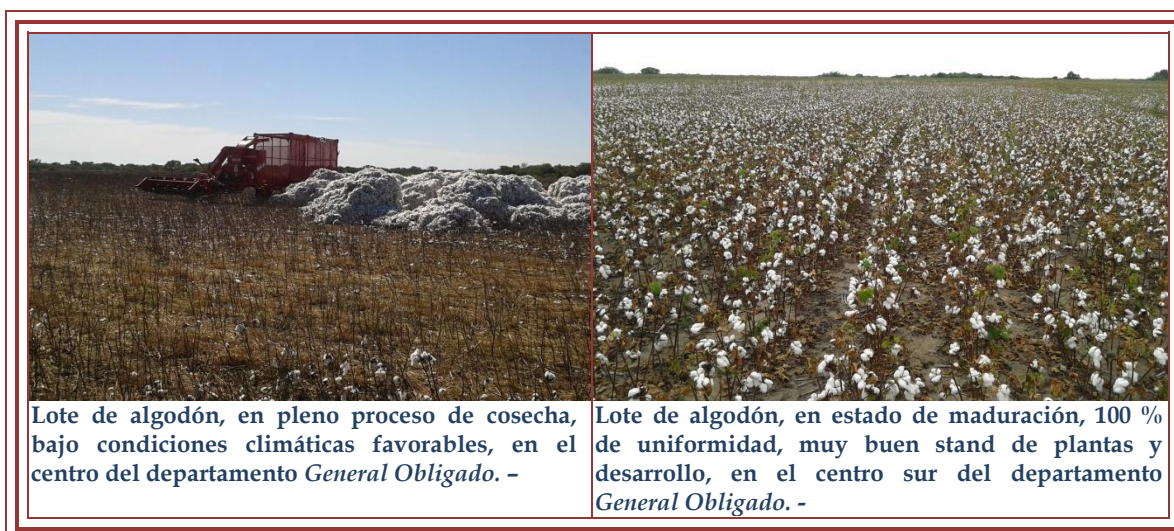 Lote de algodón, en pleno proceso de cosecha,
bajo condiciones climáticas favorables, en el
centro del departamento General Obligado. –
Lote de algodón, en estado de maduración, 100 %
de uniformidad, muy buen stand de plantas y
desarrollo, en el centro sur del departamento
General Obligado. -